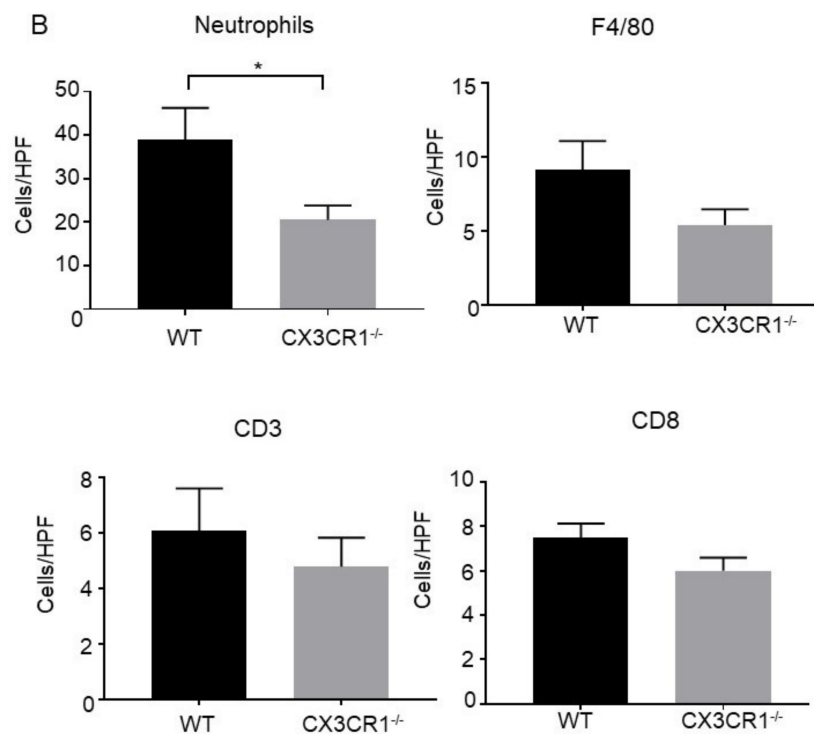 B
Neutrophils
*
50
40
30
20
10
0
Cells/HPF
WT
CX3CR1-/-
F4/80
15
10
5
0
Cells/HPF
WT
CX3CR1-/-
CD3
8
6
4
2
0
Cells/HPF
WT
CX3CR1-/-
CD8
10
8
6
4
2
0
Cells/HPF
WT
CX3CR1-/-